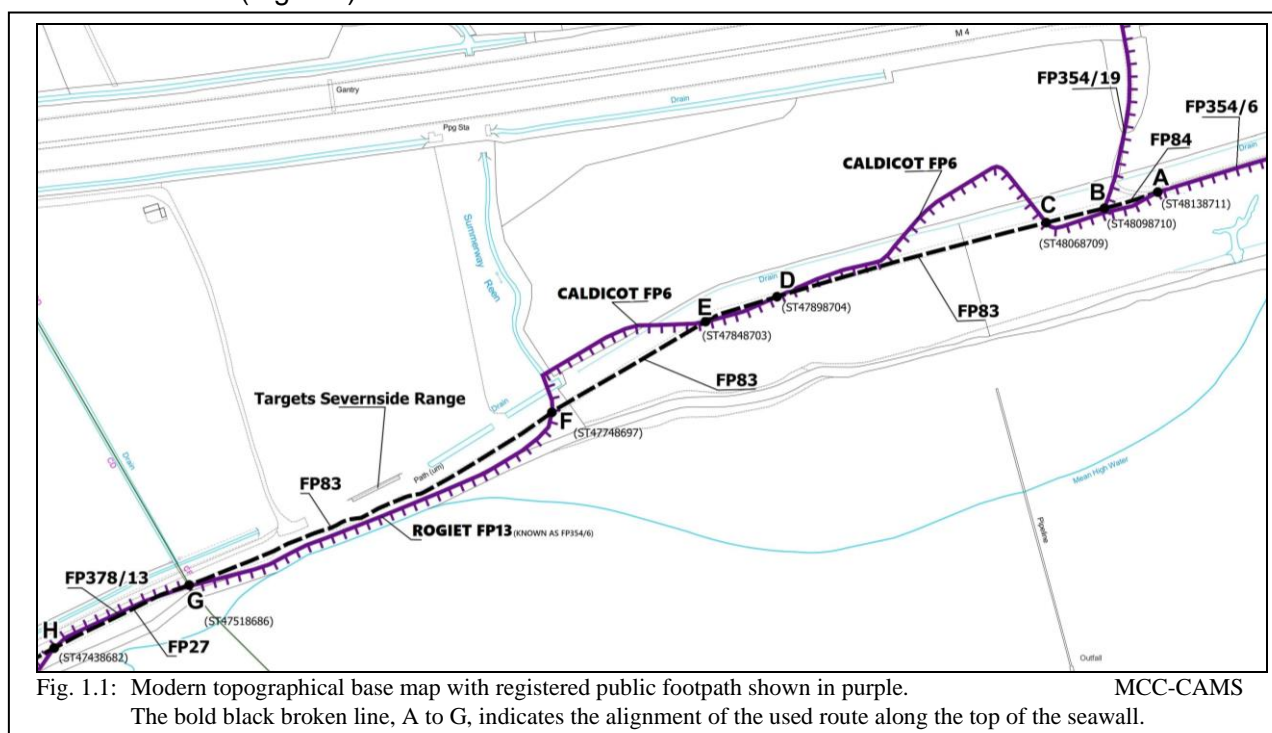 M 4
Gantry
FP354/19
FP354/6
Drain
Ppg Sta
Drain
FP84
A
CALDICOT FP6
B
C
(ST48138711)
(ST48098710)
(ST48068709)
Summerway
Reen
Drain
D
CALDICOT FP6
E
(ST47898704)
FP83
(ST47848703)
FP83
Targets Severnside Range
Drain
F
(ST47748697)
Drain
CD
Path (um)
Mean High Water
FP83
Pipeline
ROGIET FP13 (KNOWN AS FP354/6)
FP378/13
G
H
(ST47518686)
FP27
(ST47438682)
Outfall
Fig. 1.1: Modern topographical base map with registered public footpath shown in purple. MCC-CAMS
The bold black broken line, A to G, indicates the alignment of the used route along the top of the seawall.